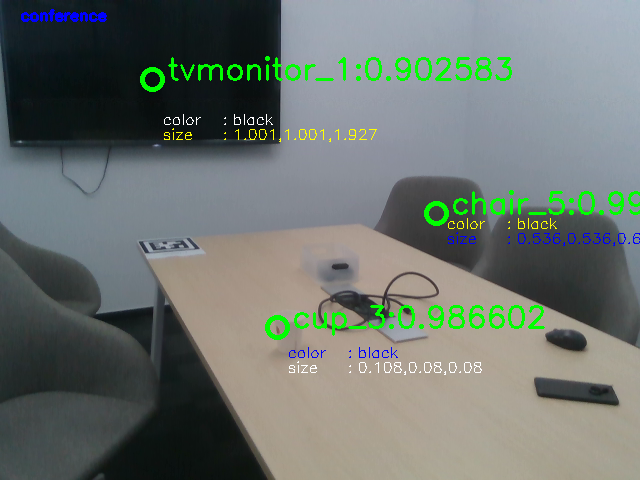 conference
tvmonitor_1:0.902583
color : black
size : 1.001,1.001,1.927
chair_5:0.99
color : black
size : 0.536,0.536,0.6
cup_3:0.986602
color : black
size : 0.108,0.08,0.08